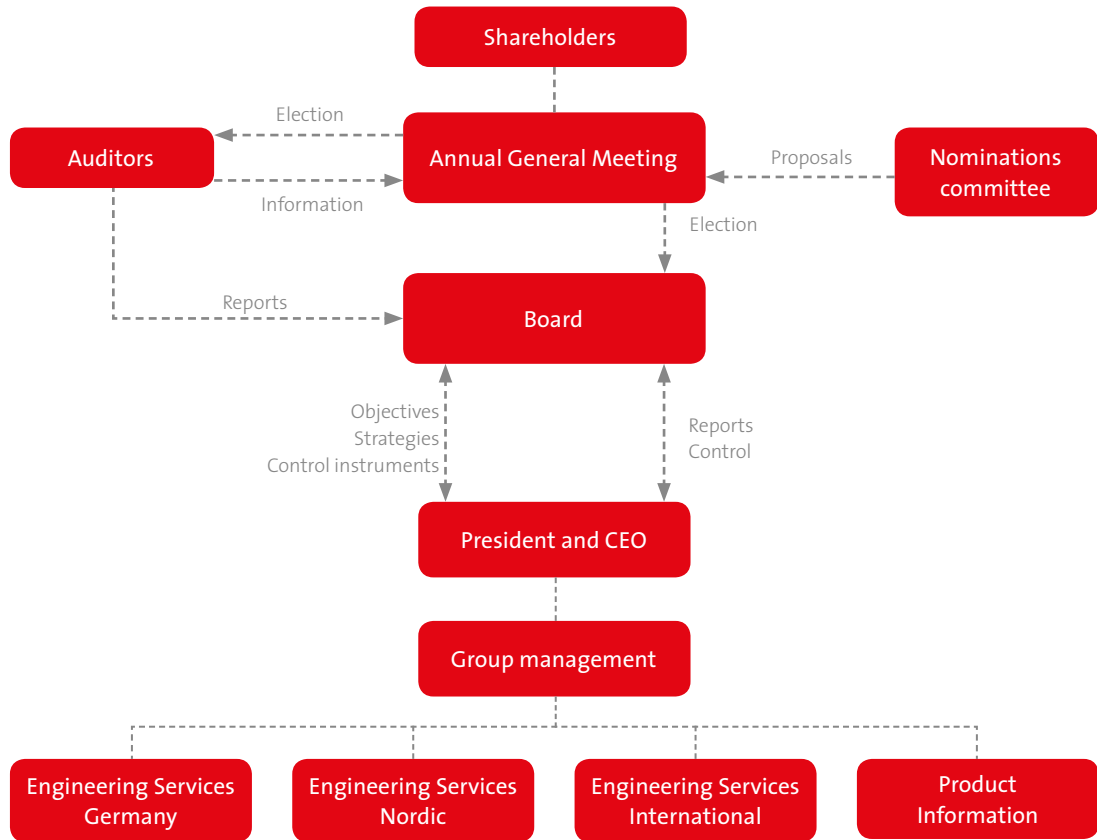 Shareholders
Election
Auditors
Annual General Meeting
Proposals
Nominations
committee
Information
Election
Reports
Board
Objectives
Strategies
Control instruments
Reports
Control
President and CEO
Group management
Engineering Services
Germany
Engineering Services
Nordic
Engineering Services
International
Product
Information